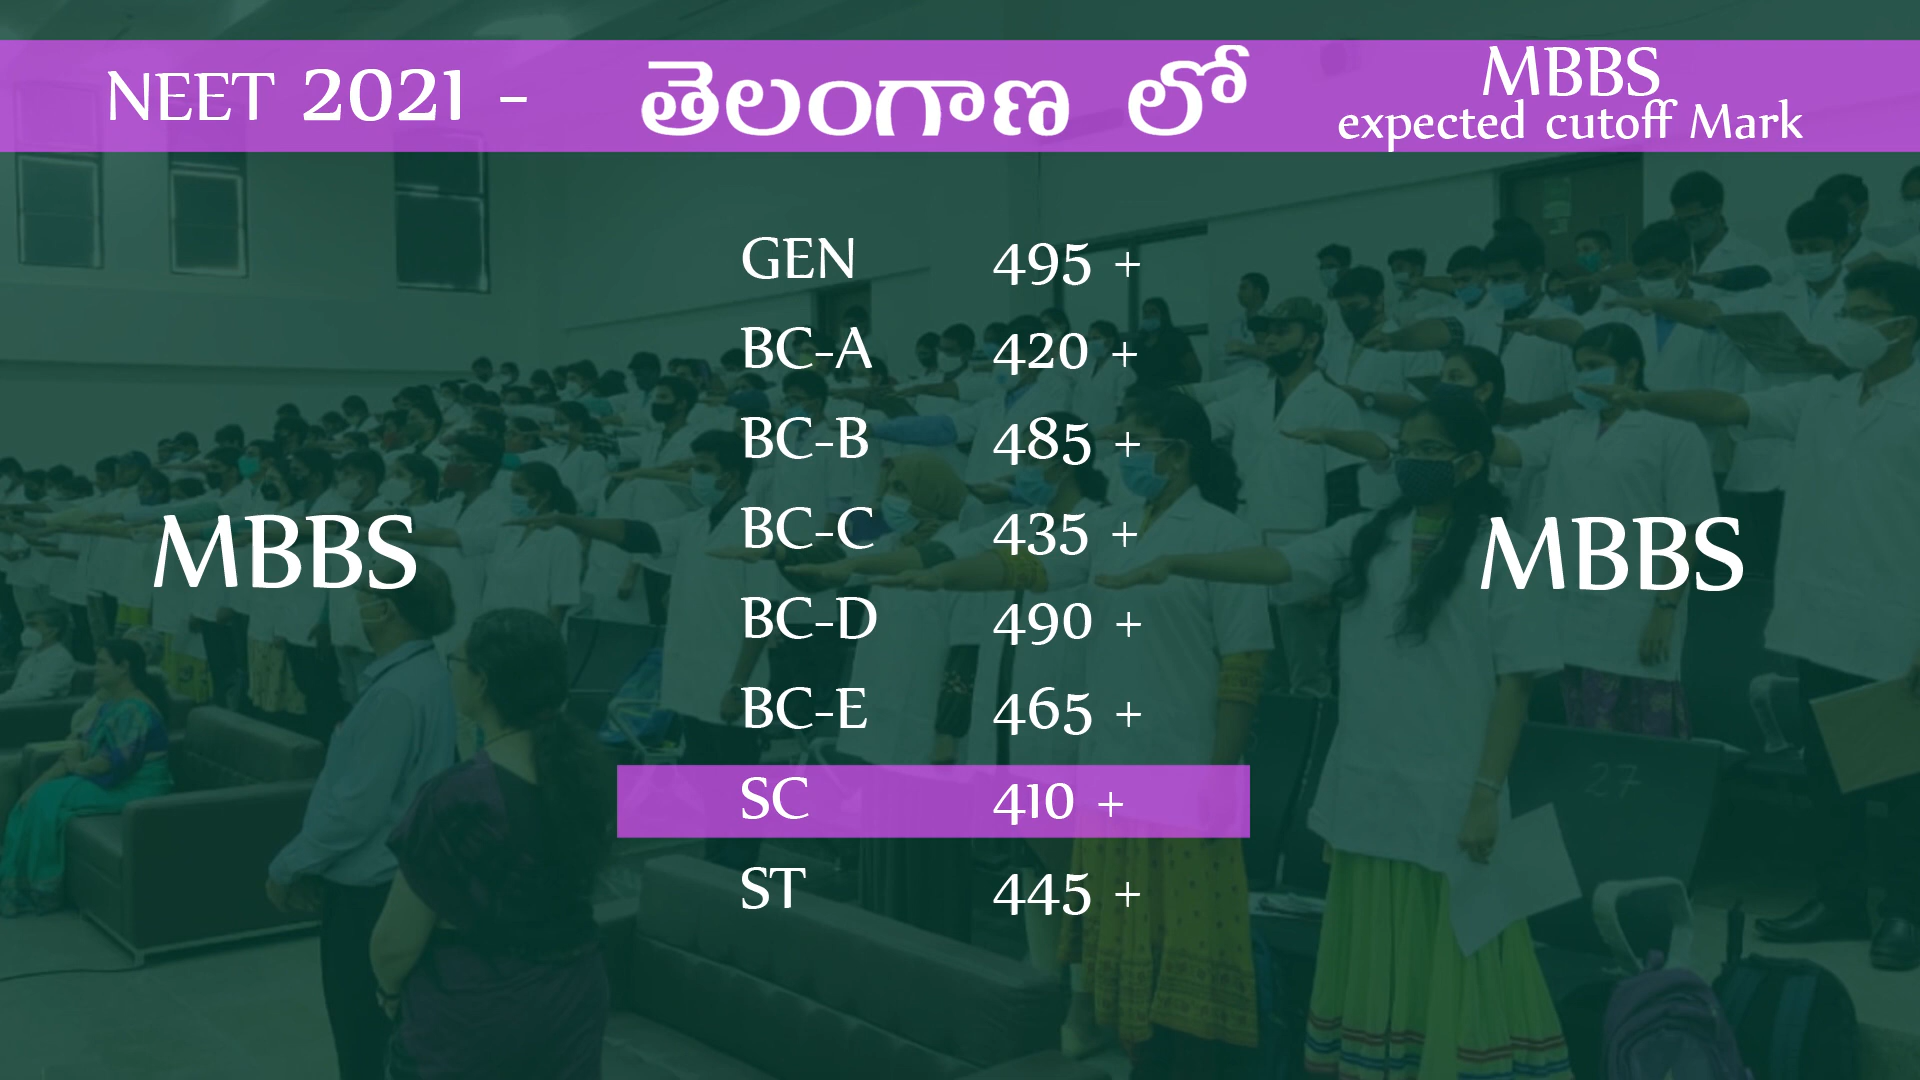 NEET 2021 - తెలంగాణ లో MBBS
expected cutoff Mark
GEN 495 +
BC-A 420 +
BC-B 485 +
BC-C 435 +
MBBS
MBBS
BC-D 490 +
BC-E 465 +
SC 410 +
ST 445 +
27